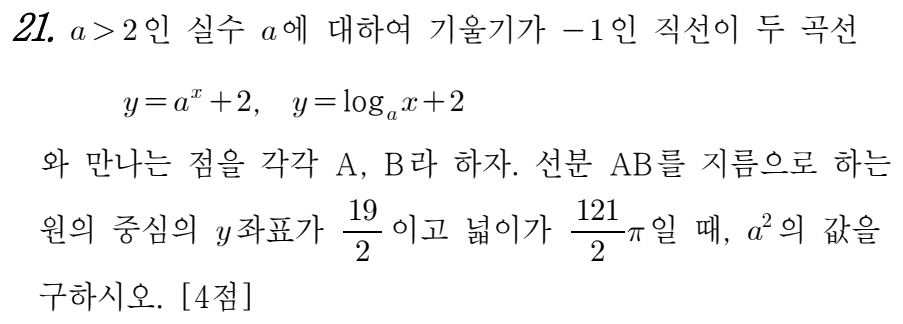 21. a > 2인 실수 a에 대하여 기울기가 -1인 직선이 두 곡선
y = a^x + 2, y = log_a x + 2
와 만나는 점을 각각 A, B라 하자. 선분 AB를 지름으로 하는
원의 중심의 y좌표가 19/2이고 넓이가 121/2 π일 때, a^2의 값을
구하시오. [4점]